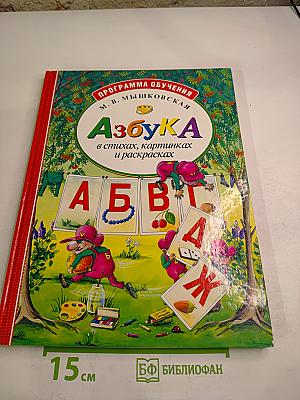 ПРОГРАММА ОБУЧЕНИЯ
М. В. МЫШКОВСКАЯ
АЗбуКА
в стихах, картинках
и раскрасках
А Б В Г
Д
Ж
15 см
БФ БИБЛИОФАН